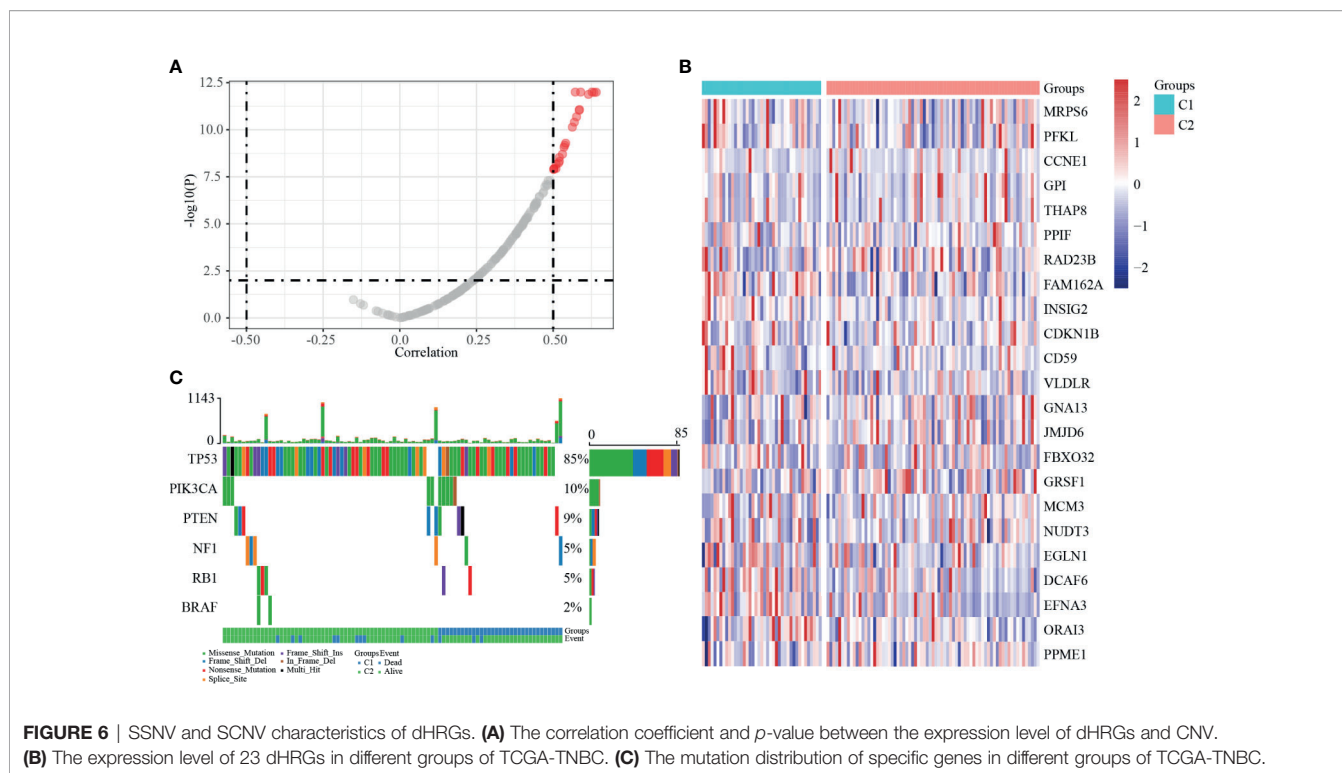 A
12.5
10.0
7.5
5.0
2.5
0.0
-log10(P)
-0.50
-0.25
0.00
0.25
0.50
Correlation
B
Groups
MRPS6
PFKL
CCNE1
GPI
THAP8
PPIF
RAD23B
FAM162A
INSIG2
CDKN1B
CD59
VLDLR
GNA13
JMJD6
FBXO32
GRSF1
MCM3
NUDT3
EGLN1
DCAF6
EFNA3
ORAI3
PPME1
2
1
0
−1
−2
Groups
C1
C2
C
1143
0
0
85
TP53
85%
PIK3CA
10%
PTEN
9%
NF1
5%
RB1
5%
BRAF
2%
Groups
Event
Missense_Mutation
Frame_Shift_Del
Nonsense_Mutation
Splice_Site
Frame_Shift_Ins
In_Frame_Del
Multi_Hit
Groups
C1
C2
Event
Dead
Alive
FIGURE 6 | SSNV and SCNV characteristics of dHRGs. (A) The correlation coefficient and p-value between the expression level of dHRGs and CNV.
(B) The expression level of 23 dHRGs in different groups of TCGA-TNBC. (C) The mutation distribution of specific genes in different groups of TCGA-TNBC.